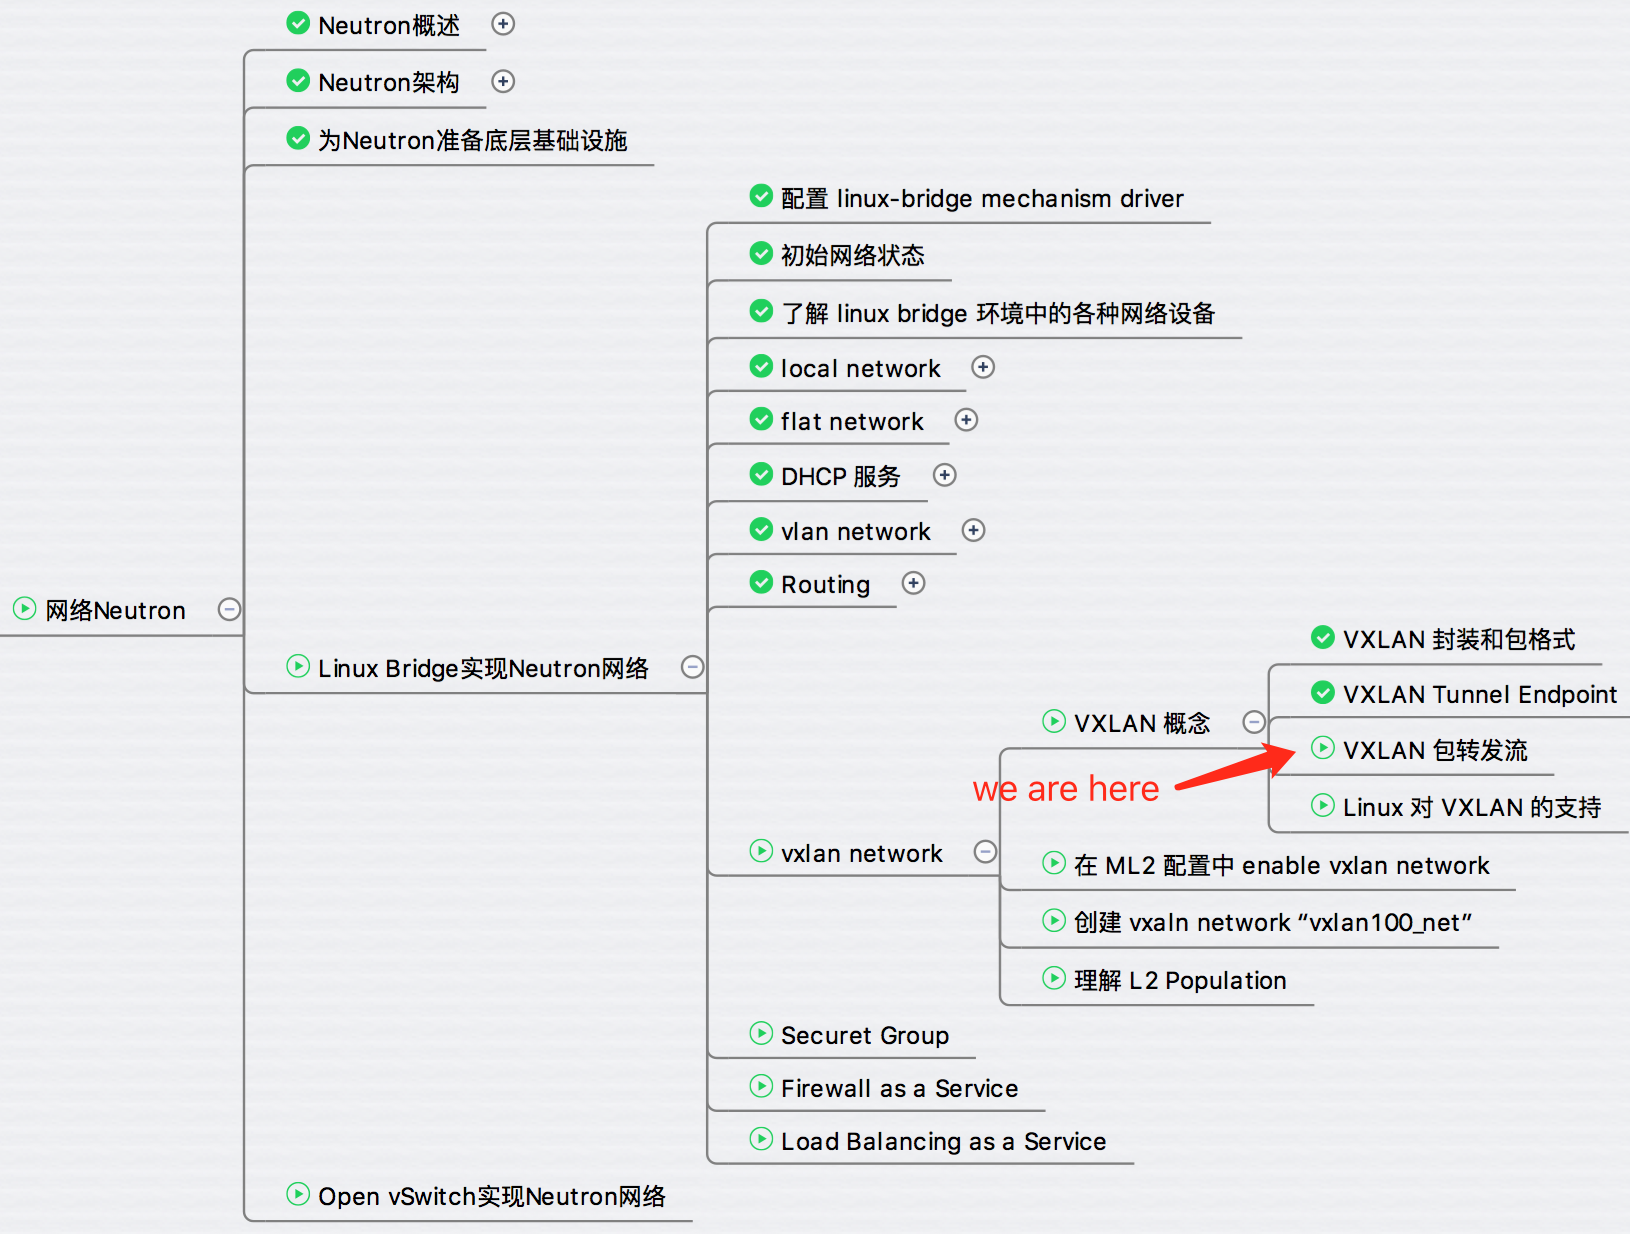 Neutron概述
Neutron架构
为Neutron准备底层基础设施
配置 linux-bridge mechanism driver
初始网络状态
了解 linux bridge 环境中的各种网络设备
local network
flat network
DHCP 服务
vlan network
Routing
网络Neutron
Linux Bridge实现Neutron网络
VXLAN 封装和包格式
VXLAN Tunnel Endpoint
VXLAN 概念
VXLAN 包转发流
we are here
Linux 对 VXLAN 的支持
vxlan network
在 ML2 配置中 enable vxlan network
创建 vxaln network “vxlan100_net”
理解 L2 Population
Securet Group
Firewall as a Service
Load Balancing as a Service
Open vSwitch实现Neutron网络